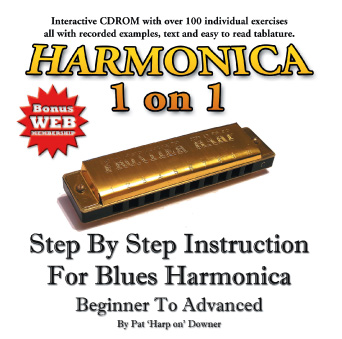 Interactive CDROM with over 100 individual exercises
all with recorded examples, text and easy to read tablature.
HARMONICA
1 on 1
Bonus
WEB
MEMBERSHIP
Step By Step Instruction
For Blues Harmonica
Beginner To Advanced
By Pat 'Harp on' Downer